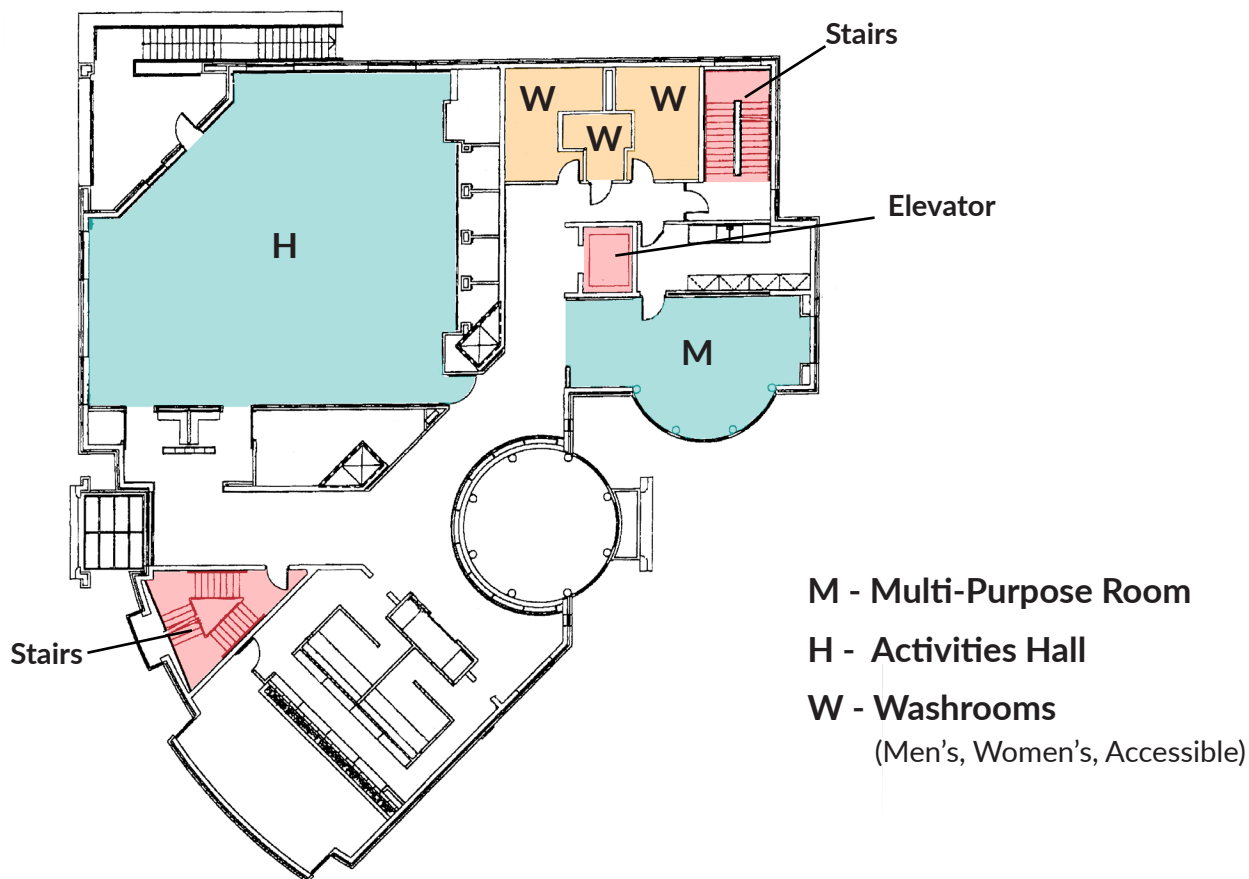 Stairs
W
W
W
Elevator
H
M
M - Multi-Purpose Room
H - Activities Hall
Stairs
W - Washrooms
(Men's, Women's, Accessible)